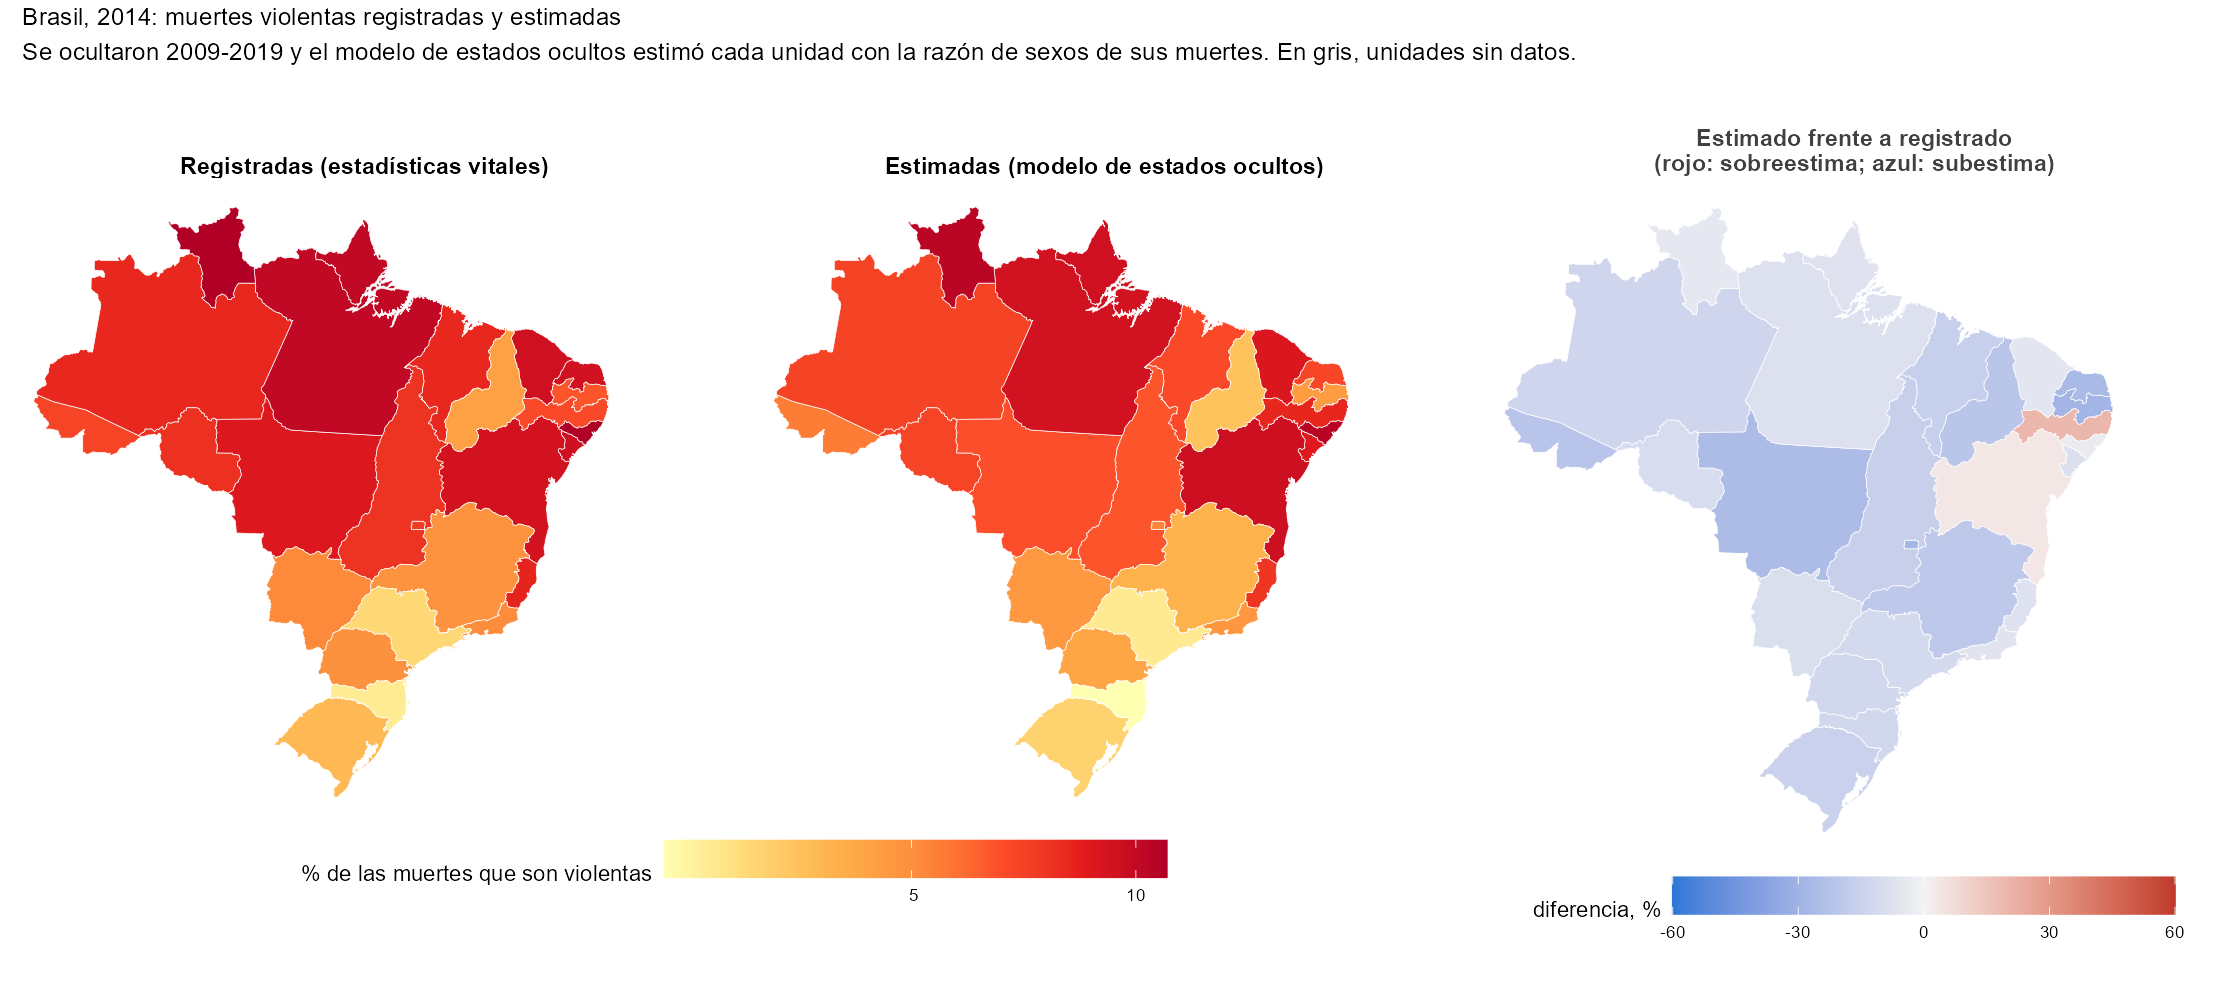 Brasil, 2014: muertes violentas registradas y estimadas
Se ocultaron 2009-2019 y el modelo de estados ocultos estimó cada unidad con la razón de sexos de sus muertes. En gris, unidades sin datos.
Registradas (estadísticas vitales)
Estimadas (modelo de estados ocultos)
Estimado frente a registrado
(rojo: sobreestima; azul: subestima)
% de las muertes que son violentas
5
10
diferencia, %
-60
-30
0
30
60